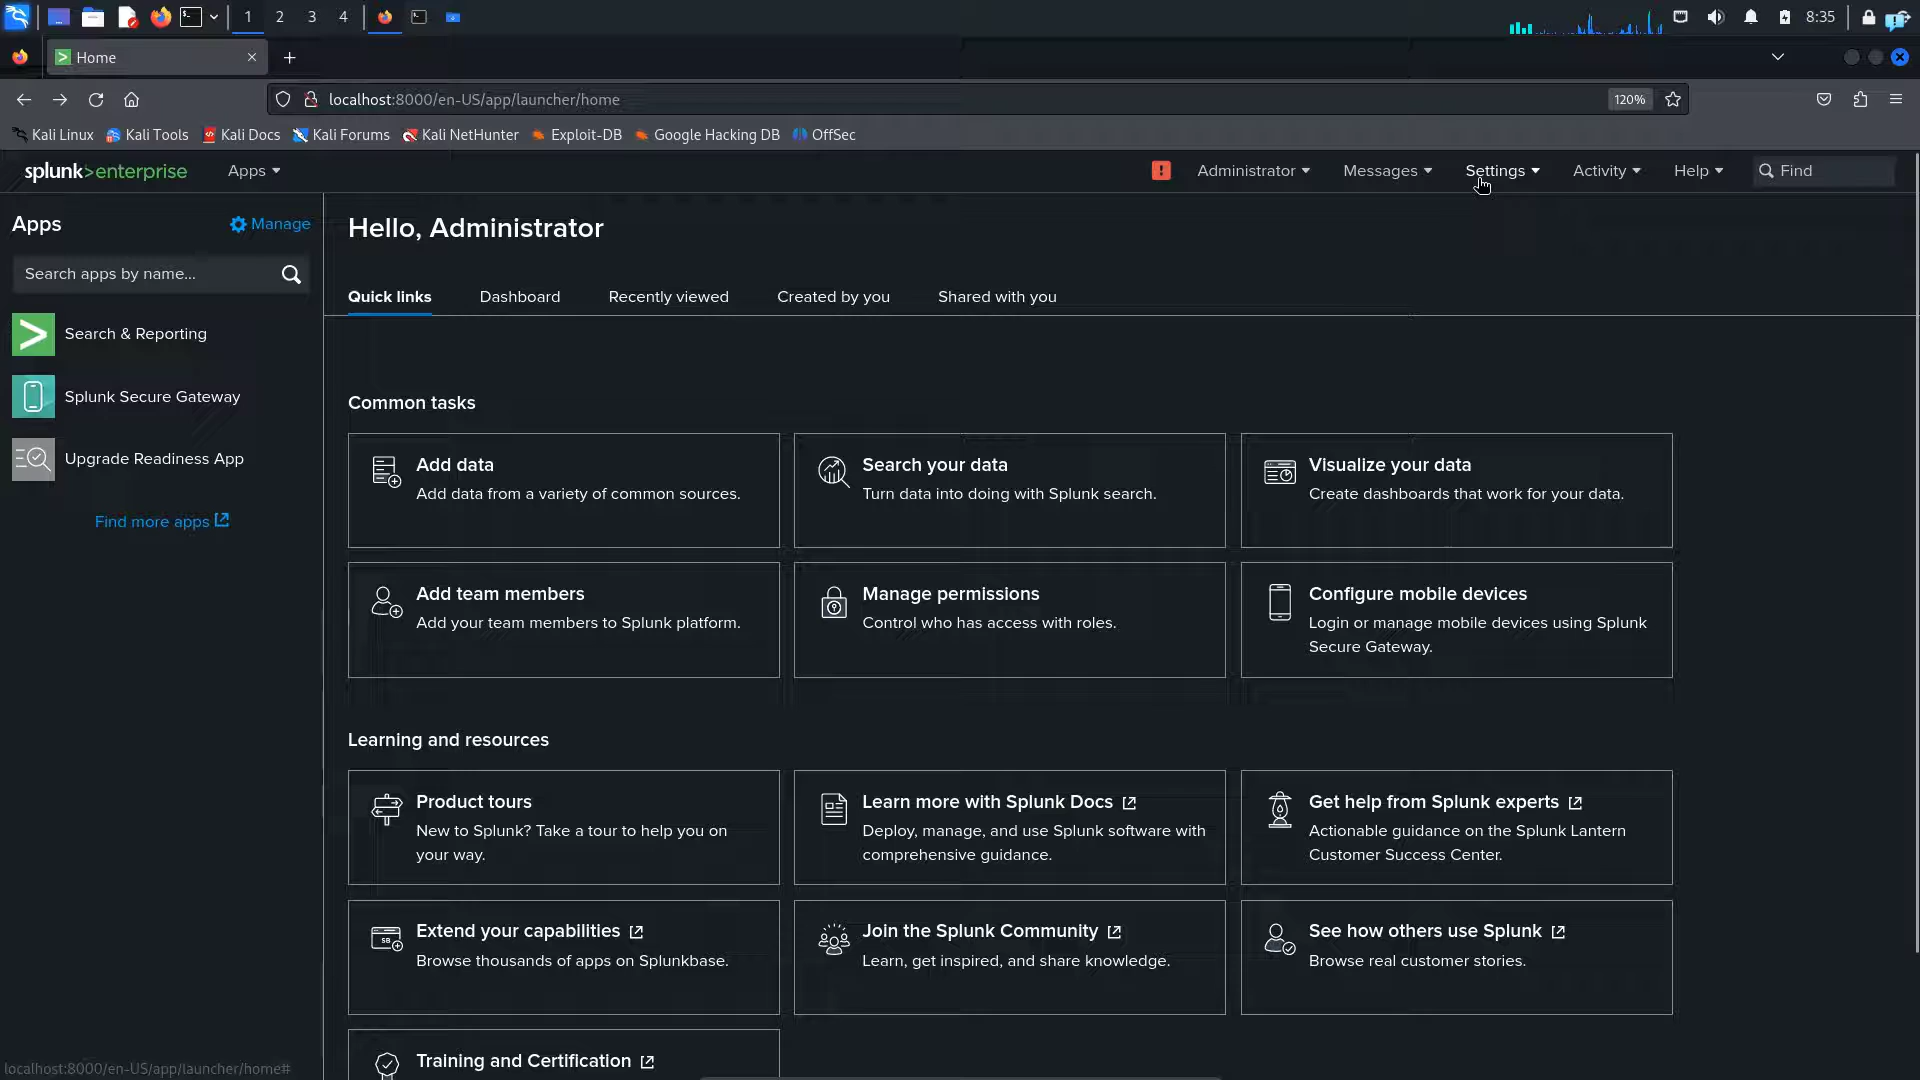 1 2 3 4 8:35
Home
localhost:8000/en-US/app/launcher/home 120%
Kali Linux Kali Tools Kali Docs Kali Forums Kali NetHunter Exploit-DB Google Hacking DB OffSec
splunk>enterprise Apps Administrator Messages Settings Activity Help Find
Apps Manage
Hello, Administrator
Search apps by name...
Quick links Dashboard Recently viewed Created by you Shared with you
Search & Reporting
Splunk Secure Gateway
Upgrade Readiness App
Find more apps
Common tasks
Add data
Add data from a variety of common sources.
Search your data
Turn data into doing with Splunk search.
Visualize your data
Create dashboards that work for your data.
Add team members
Add your team members to Splunk platform.
Manage permissions
Control who has access with roles.
Configure mobile devices
Login or manage mobile devices using Splunk
Secure Gateway.
Learning and resources
Product tours
New to Splunk? Take a tour to help you on
your way.
Learn more with Splunk Docs
Deploy, manage, and use Splunk software with
comprehensive guidance.
Get help from Splunk experts
Actionable guidance on the Splunk Lantern
Customer Success Center.
Extend your capabilities
Browse thousands of apps on Splunkbase.
Join the Splunk Community
Learn, get inspired, and share knowledge.
See how others use Splunk
Browse real customer stories.
Training and Certification
localhost:8000/en-US/app/launcher/home#